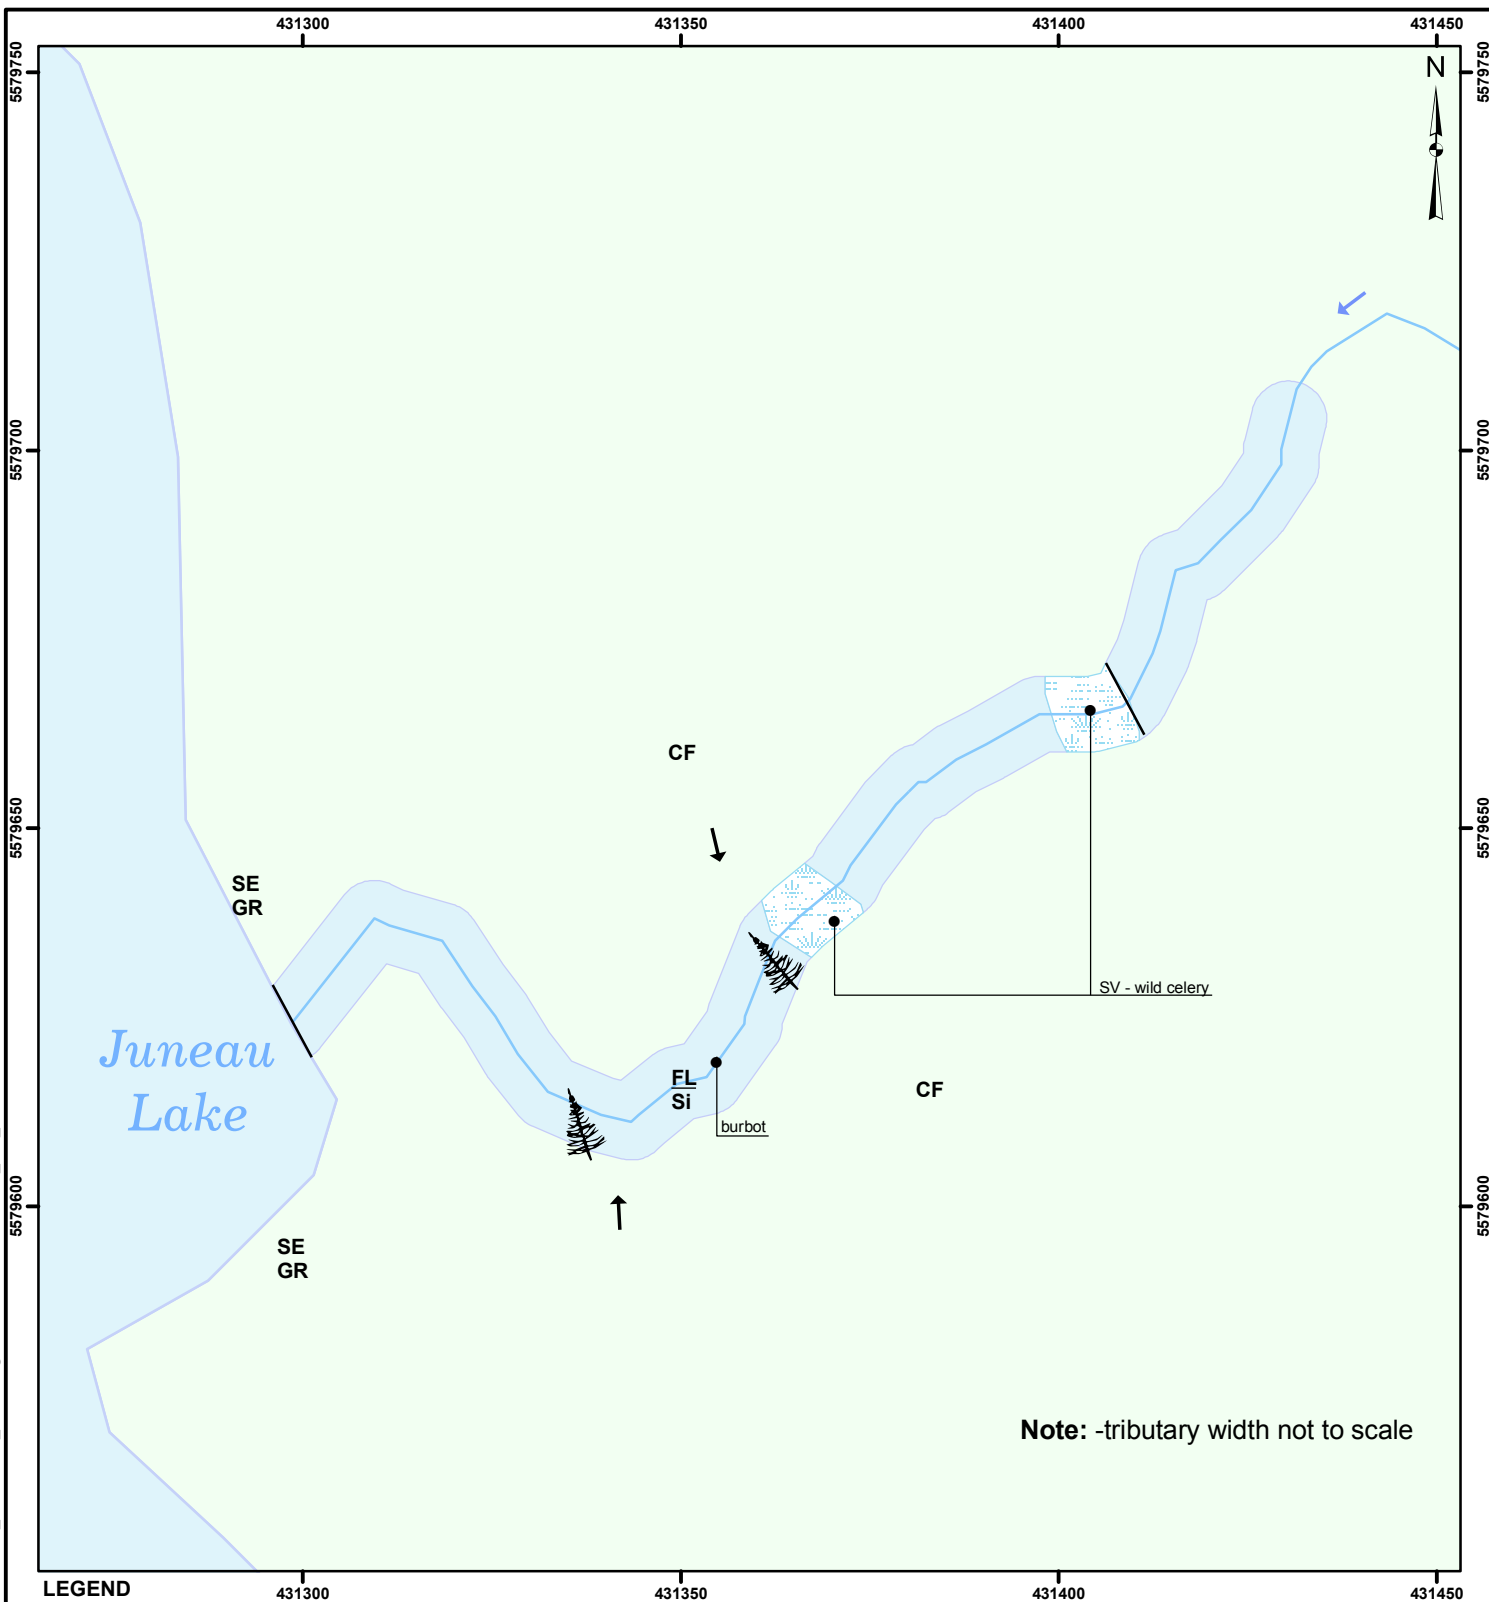 431300 431350 431400 431450
5579750 5579750
N
5579700 5579700
CF
5579650 5579650
SE
GR
SV - wild celery
Juneau
Lake
FL
Si
CF
burbot
5579600 5579600
SE
GR
Note: -tributary width not to scale
LEGEND
431300 431350 431400 431450